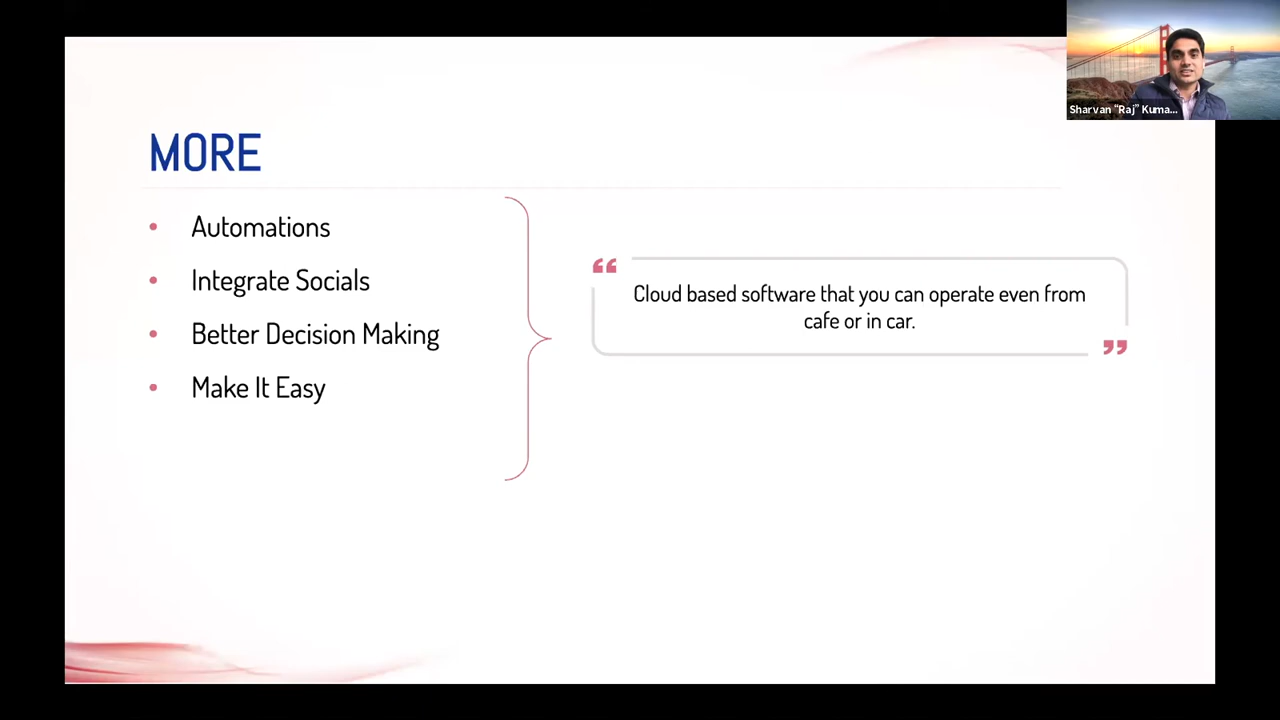 MORE
• Automations
• Integrate Socials
• Better Decision Making
• Make It Easy
“ Cloud based software that you can operate even from
cafe or in car. ”
Sharvan “Raj” Kuma...